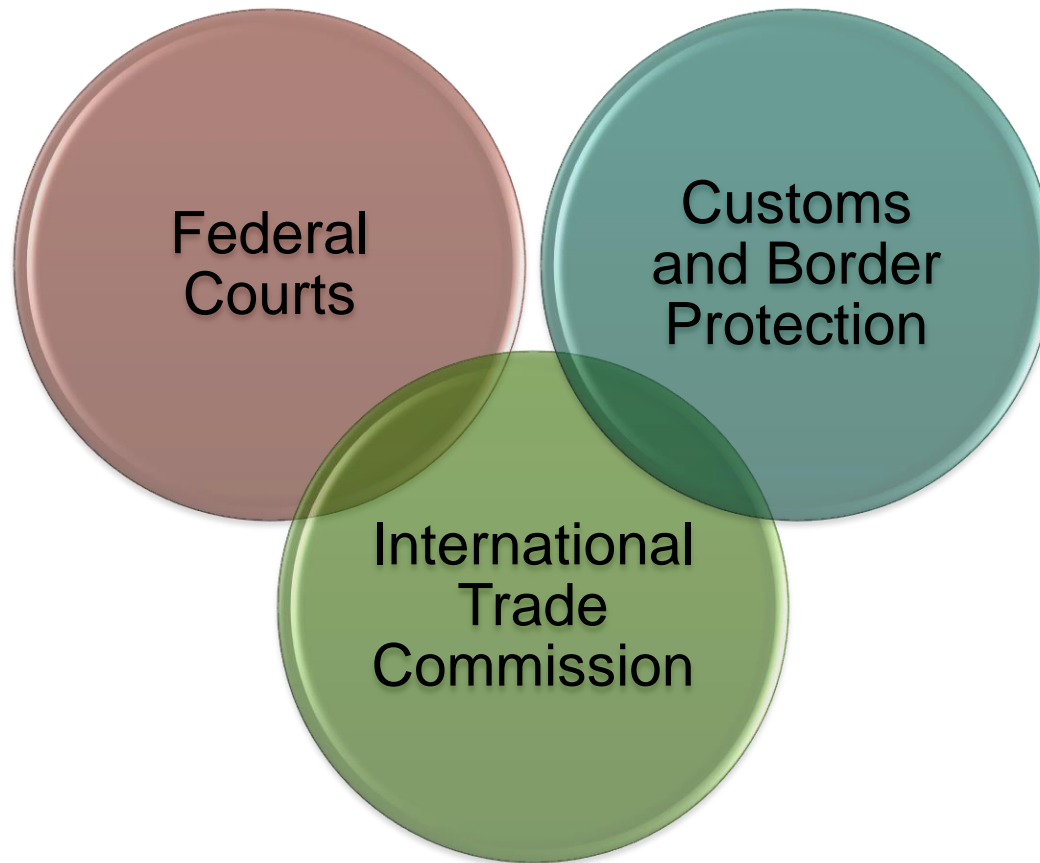 Federal
Courts
Customs
and Border
Protection
International
Trade
Commission